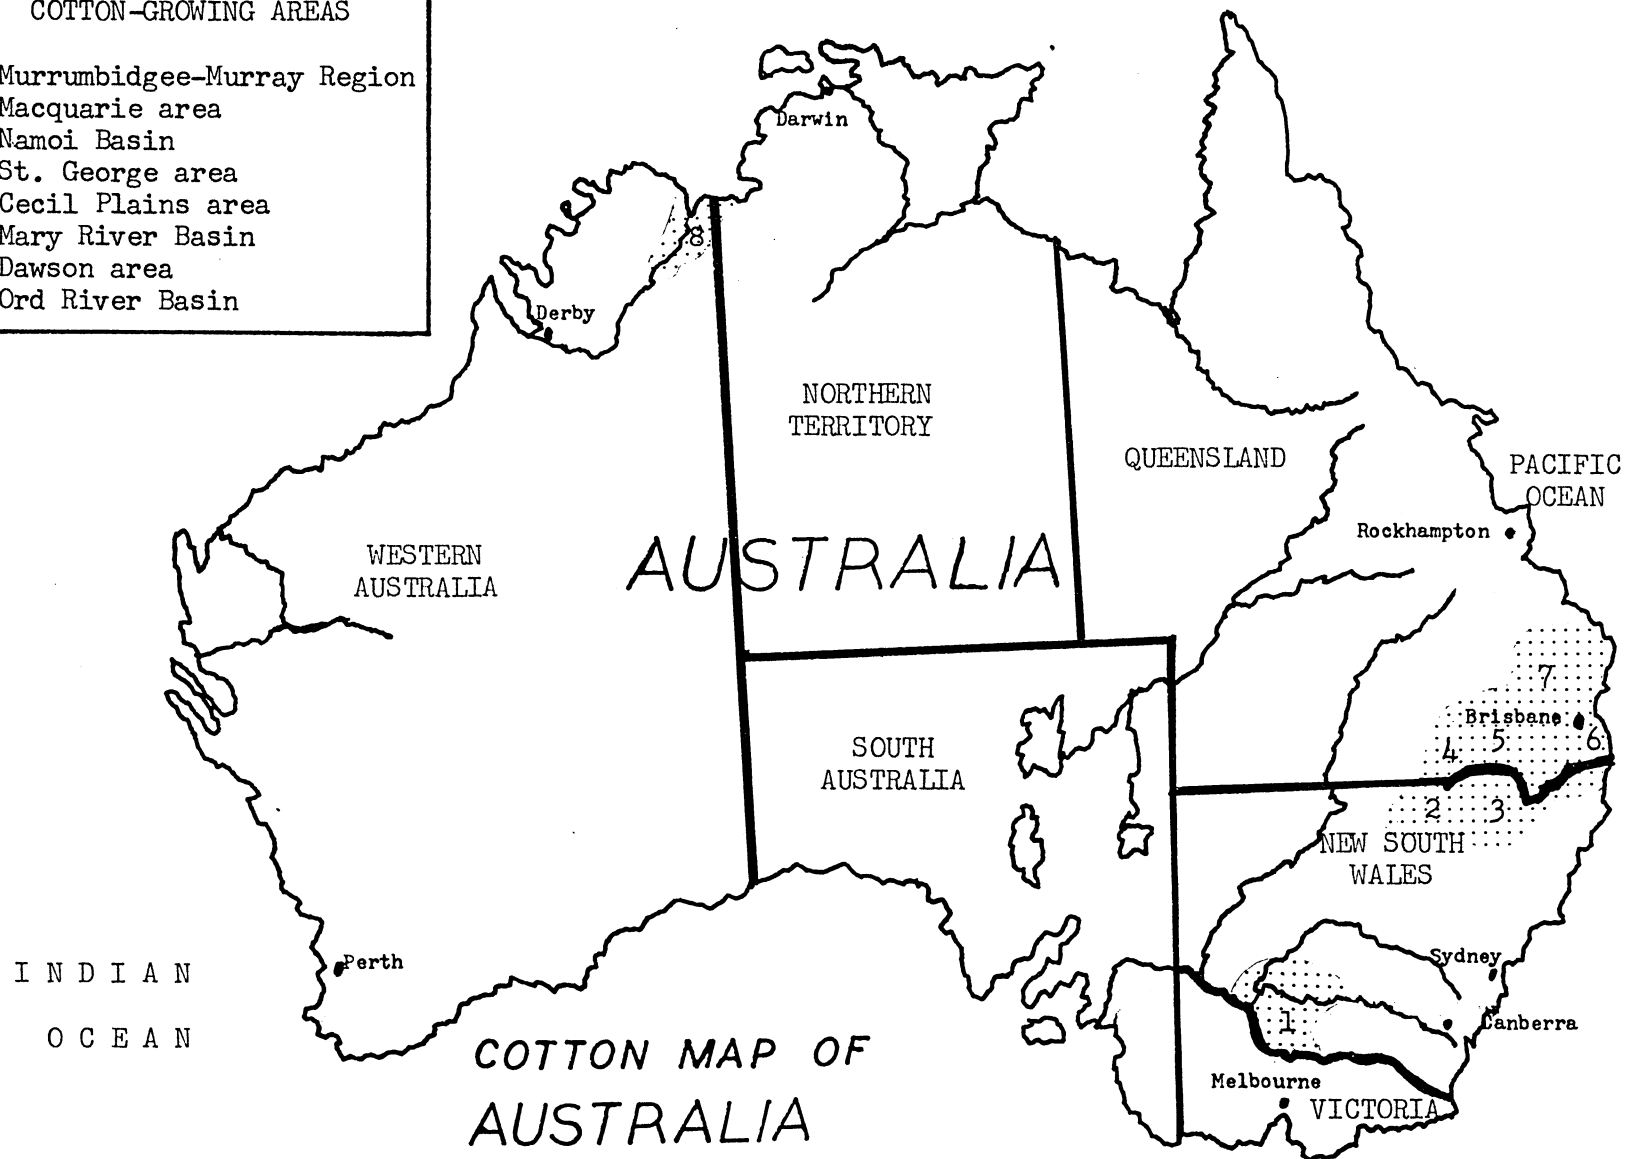 COTTON-GROWING AREAS
Murrumbidgee-Murray Region
Macquarie area
Namoi Basin
St. George area
Cecil Plains area
Mary River Basin
Dawson area
Ord River Basin
Darwin
8
Derby
NORTHERN
TERRITORY
QUEENSLAND
PACIFIC
OCEAN
Rockhampton
WESTERN
AUSTRALIA
AUSTRALIA
7
Brisbane
SOUTH
AUSTRALIA
4
5
6
2
3
NEW SOUTH
WALES
INDIAN
OCEAN
Perth
Sydney
1
Canberra
Melbourne
VICTORIA
COTTON MAP OF
AUSTRALIA